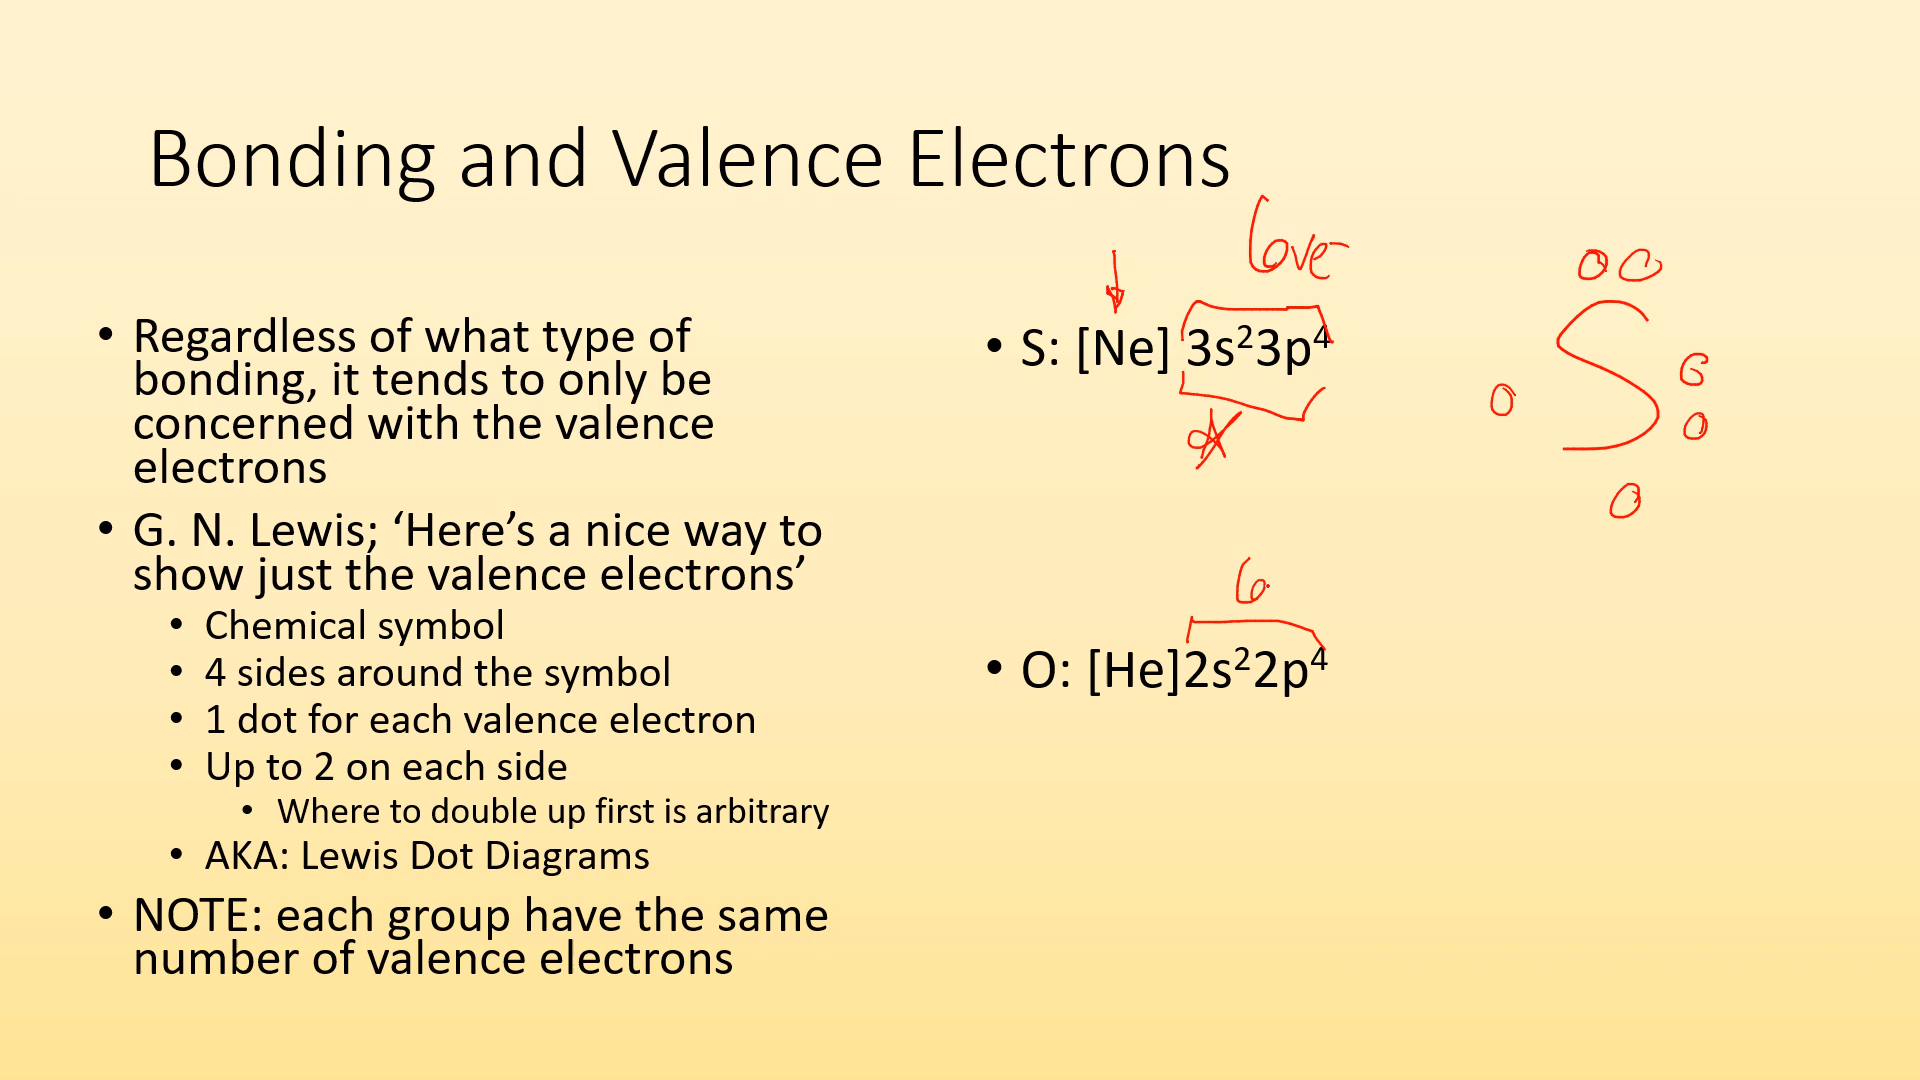 Bonding and Valence Electrons
• Regardless of what type of
bonding, it tends to only be
concerned with the valence
electrons
• G. N. Lewis; ‘Here’s a nice way to
show just the valence electrons’
• Chemical symbol
• 4 sides around the symbol
• 1 dot for each valence electron
• Up to 2 on each side
• Where to double up first is arbitrary
• AKA: Lewis Dot Diagrams
• NOTE: each group have the same
number of valence electrons
6ve⁻
• S: [Ne] 3s²3p⁴
S
6
• O: [He]2s²2p⁴